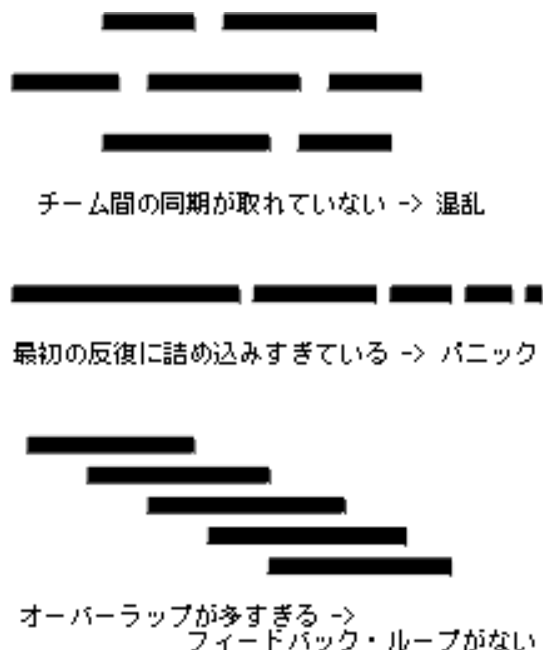 チーム間の同期が取れていない -> 混乱
最初の反復に詰め込みすぎている -> パニック
オーバーラップが多すぎる ->
フィードバック・ループがない